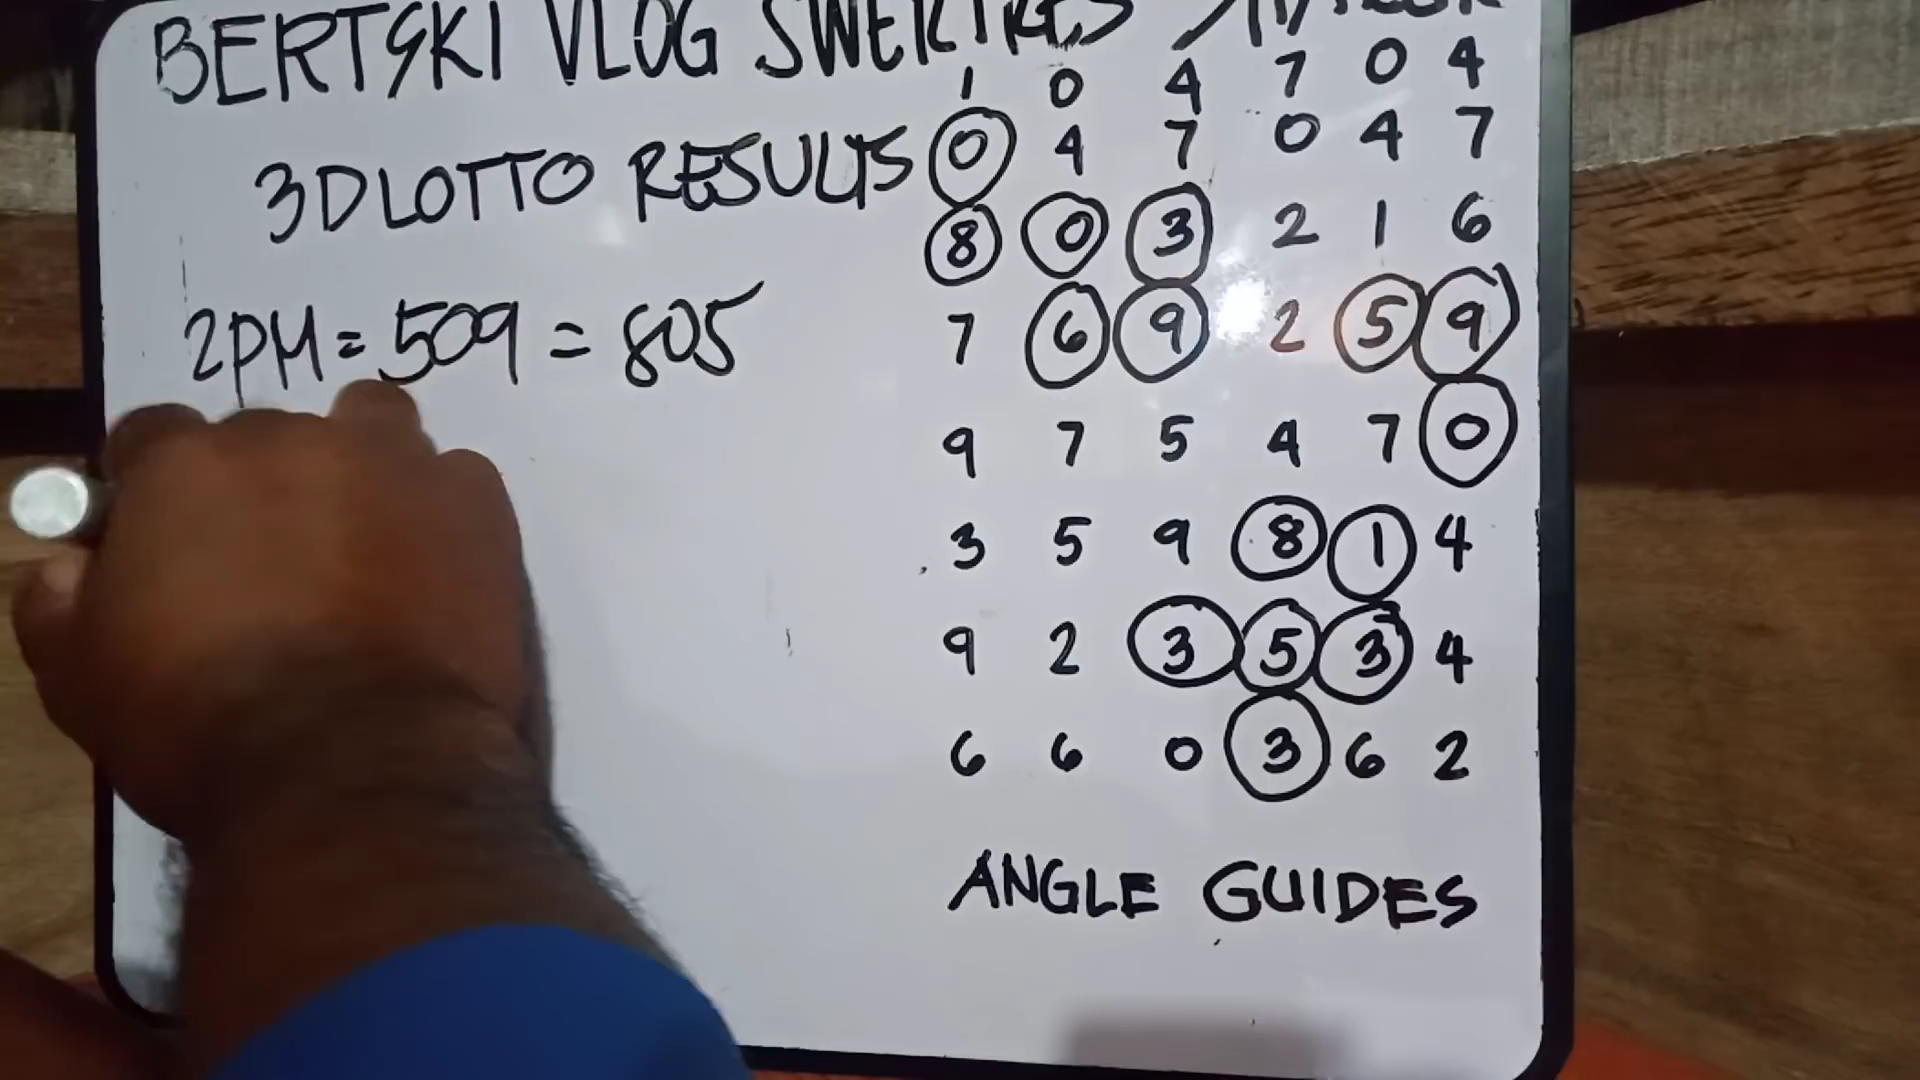 BERTSKI VLOG SWERTRES
3D LOTTO RESULTS
2PM = 509 = 805
1 0 4 7 0 4
0 4 7 0 4 7
8 0 3 2 1 6
7 6 9 2 5 9
9 7 5 4 7 0
3 5 9 8 1 4
9 2 3 5 3 4
6 6 0 3 6 2
ANGLE GUIDES